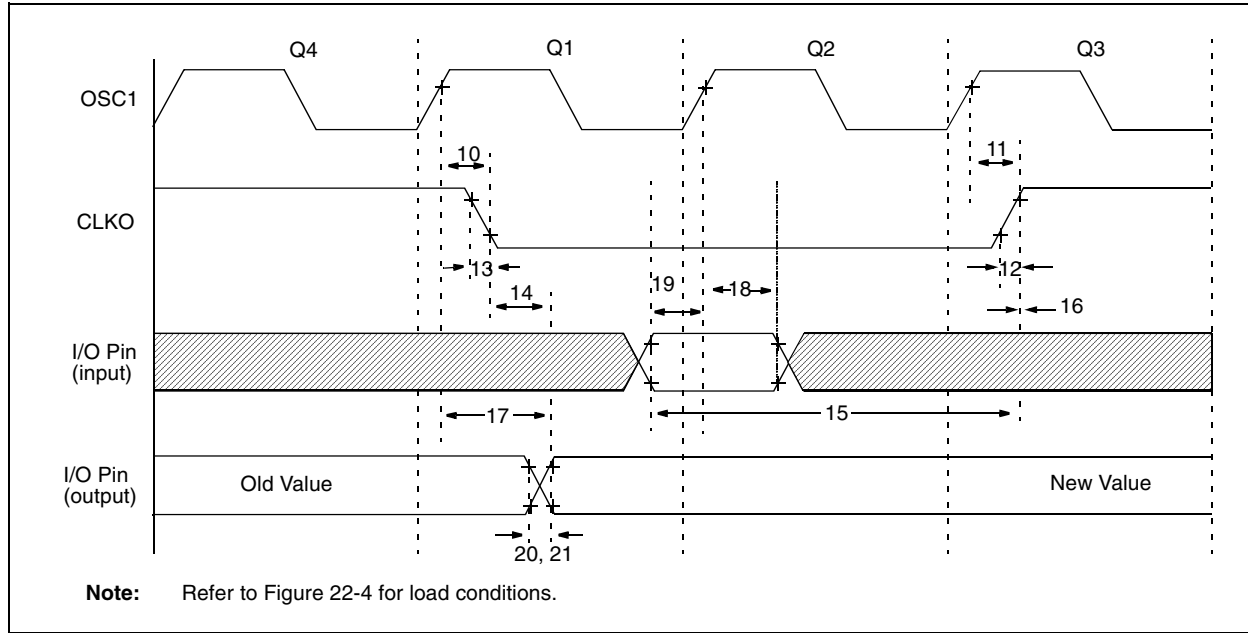 Q4 Q1 Q2 Q3
OSC1
10 11
CLKO
13 12
14 19 18 16
I/O Pin
(input)
17 15
I/O Pin
(output)
Old Value New Value
20, 21
Note: Refer to Figure 22-4 for load conditions.